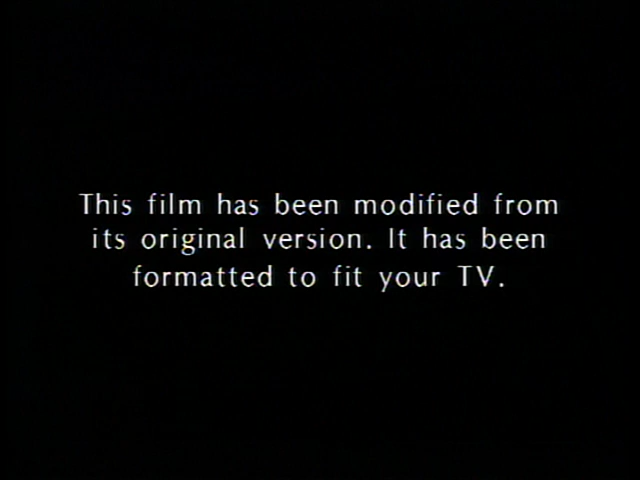 This film has been modified from
its original version. It has been
formatted to fit your TV.